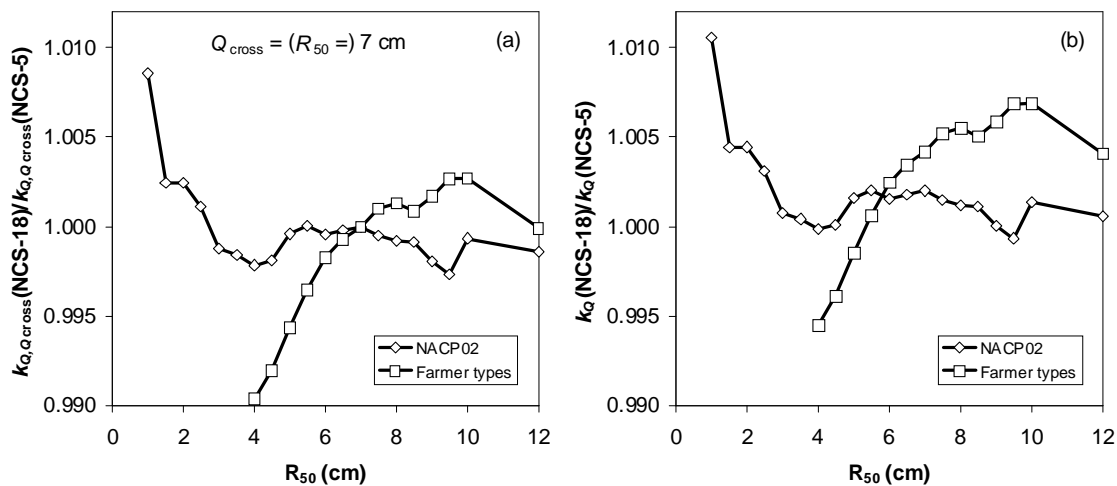 Q cross = (R50 =) 7 cm
(a)
kQ,Qcross(NCS-18)/kQ,Qcross(NCS-5)
1.010
1.005
1.000
0.995
0.990
NACP02
Farmer types
0 2 4 6 8 10 12
R50 (cm)
(b)
kQ (NCS-18)/kQ (NCS-5)
1.010
1.005
1.000
0.995
0.990
NACP02
Farmer types
0 2 4 6 8 10 12
R50 (cm)